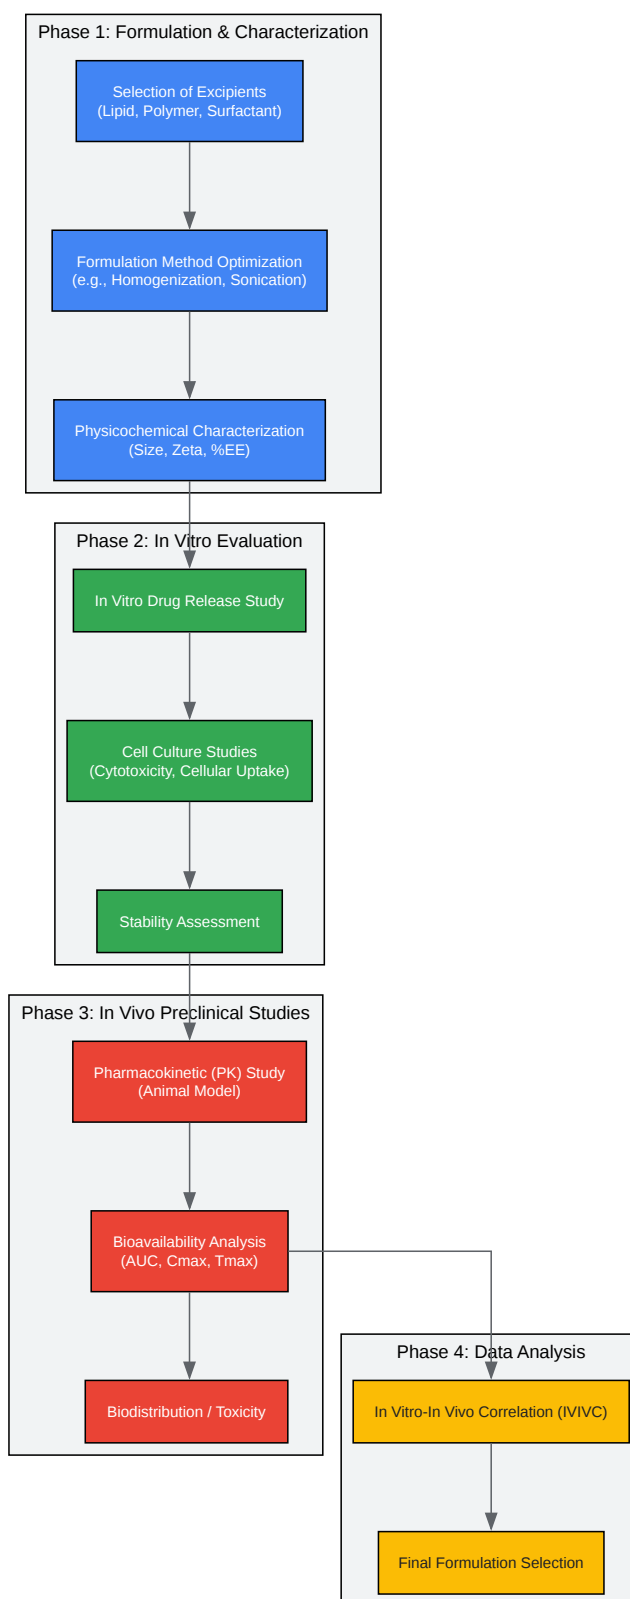 Phase 1: Formulation & Characterization
Selection of Excipients
(Lipid, Polymer, Surfactant)
Formulation Method Optimization
(e.g., Homogenization, Sonication)
Physicochemical Characterization
(Size, Zeta, %EE)
Phase 2: In Vitro Evaluation
In Vitro Drug Release Study
Cell Culture Studies
(Cytotoxicity, Cellular Uptake)
Stability Assessment
Phase 3: In Vivo Preclinical Studies
Pharmacokinetic (PK) Study
(Animal Model)
Bioavailability Analysis
(AUC, Cmax, Tmax)
Biodistribution / Toxicity
Phase 4: Data Analysis
In Vitro-In Vivo Correlation (IVIVC)
Final Formulation Selection